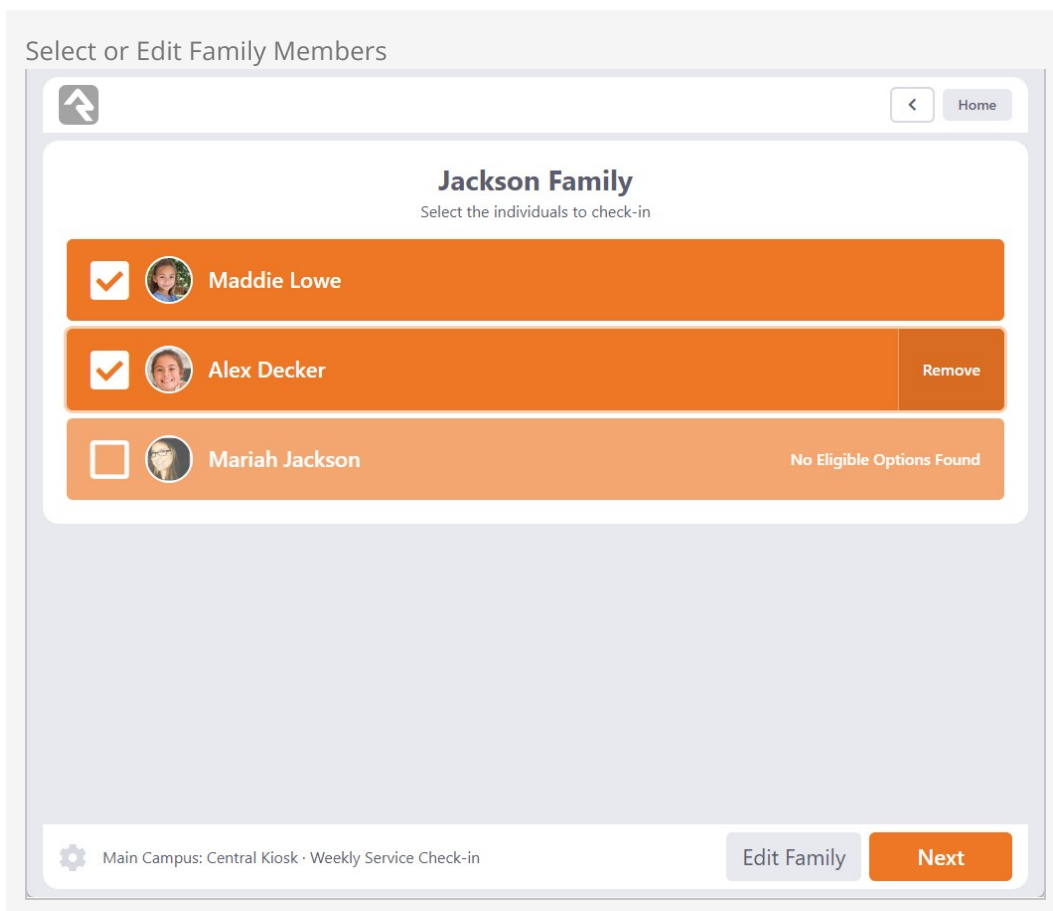 Select or Edit Family Members
Home
Jackson Family
Select the individuals to check-in
Maddie Lowe
Alex Decker
Remove
Mariah Jackson
No Eligible Options Found
Main Campus: Central Kiosk · Weekly Service Check-in
Edit Family
Next